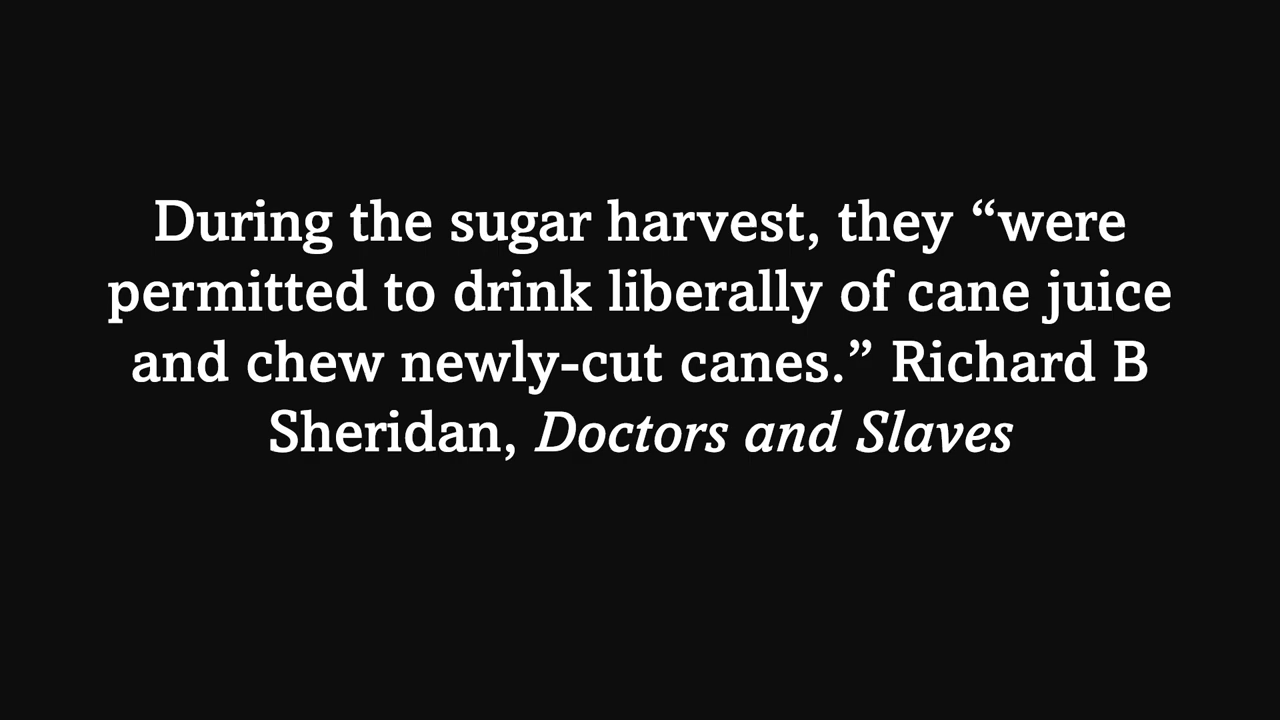 During the sugar harvest, they “were
permitted to drink liberally of cane juice
and chew newly-cut canes.” Richard B
Sheridan, Doctors and Slaves